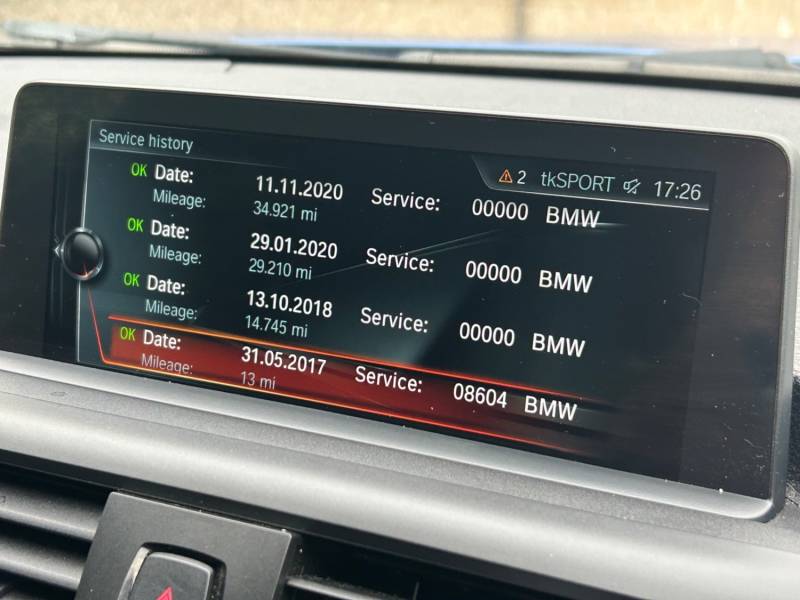 Service history
2 tkSPORT 17:26
OK Date: 11.11.2020 Service: 00000 BMW
Mileage: 34.921 mi
OK Date: 29.01.2020 Service: 00000 BMW
Mileage: 29.210 mi
OK Date: 13.10.2018 Service: 00000 BMW
Mileage: 14.745 mi
OK Date: 31.05.2017 Service: 08604 BMW
Mileage: 13 mi